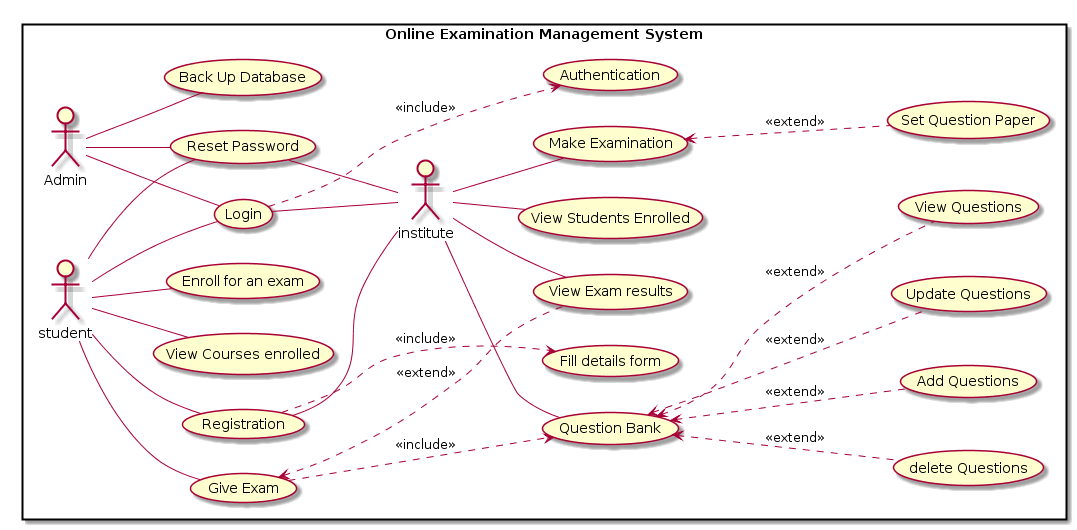 Online Examination Management System
Back Up Database
Authentication
«include»
Set Question Paper
«extend»
Make Examination
Reset Password
Admin
View Questions
Login
View Students Enrolled
institute
«extend»
Enroll for an exam
View Exam results
Update Questions
student
«include»
«extend»
View Courses enrolled
Fill details form
«extend»
Add Questions
«extend»
Registration
Question Bank
«include»
«extend»
delete Questions
Give Exam